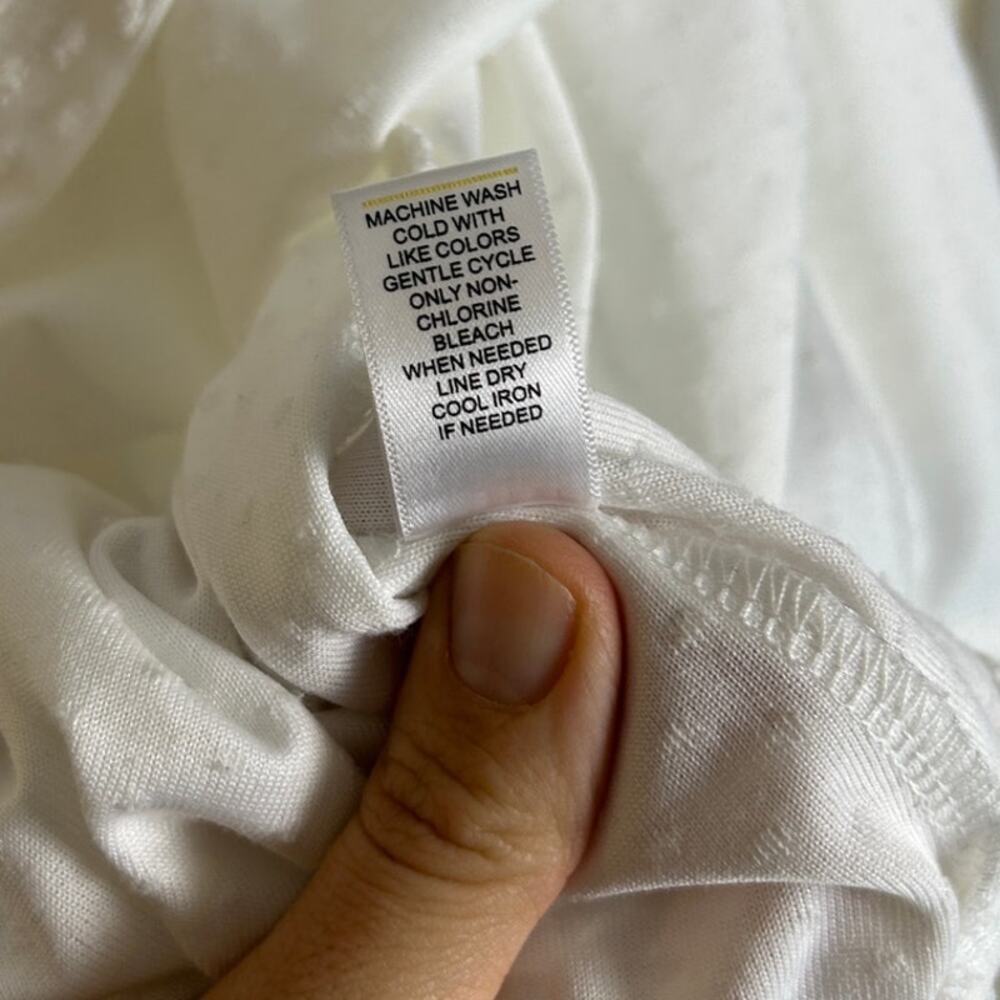 MACHINE WASH
COLD WITH
LIKE COLORS
GENTLE CYCLE
ONLY NON-
CHLORINE
BLEACH
WHEN NEEDED
LINE DRY
COOL IRON
IF NEEDED